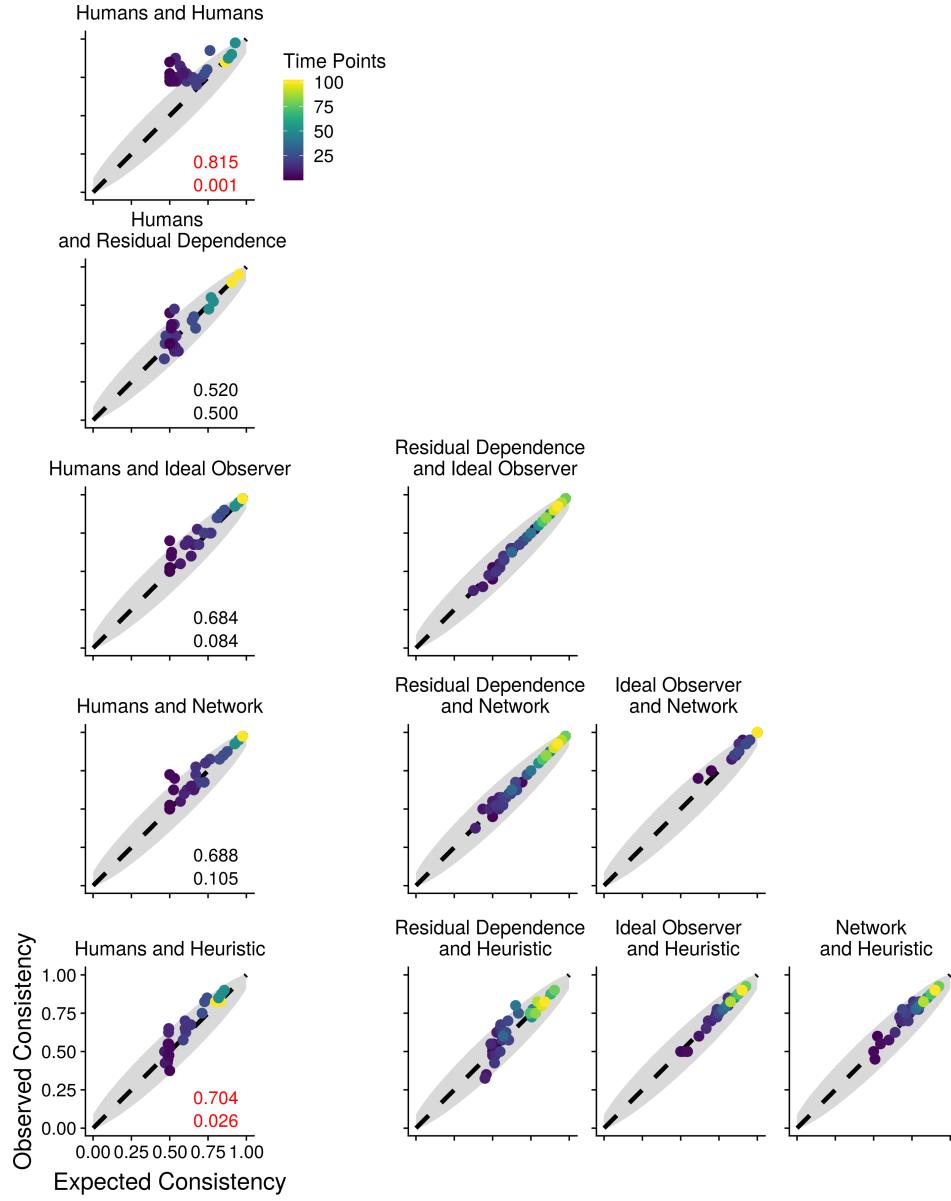 Humans and Humans
Time Points
100
75
50
25
0.815
0.001
Humans
and Residual Dependence
0.520
0.500
Humans and Ideal Observer
0.684
0.084
Residual Dependence
and Ideal Observer
Humans and Network
0.688
0.105
Residual Dependence
and Network
Ideal Observer
and Network
Humans and Heuristic
Observed Consistency
1.00
0.75
0.50
0.25
0.00
0.704
0.026
0.00 0.25 0.50 0.75 1.00
Expected Consistency
Residual Dependence
and Heuristic
Ideal Observer
and Heuristic
Network
and Heuristic